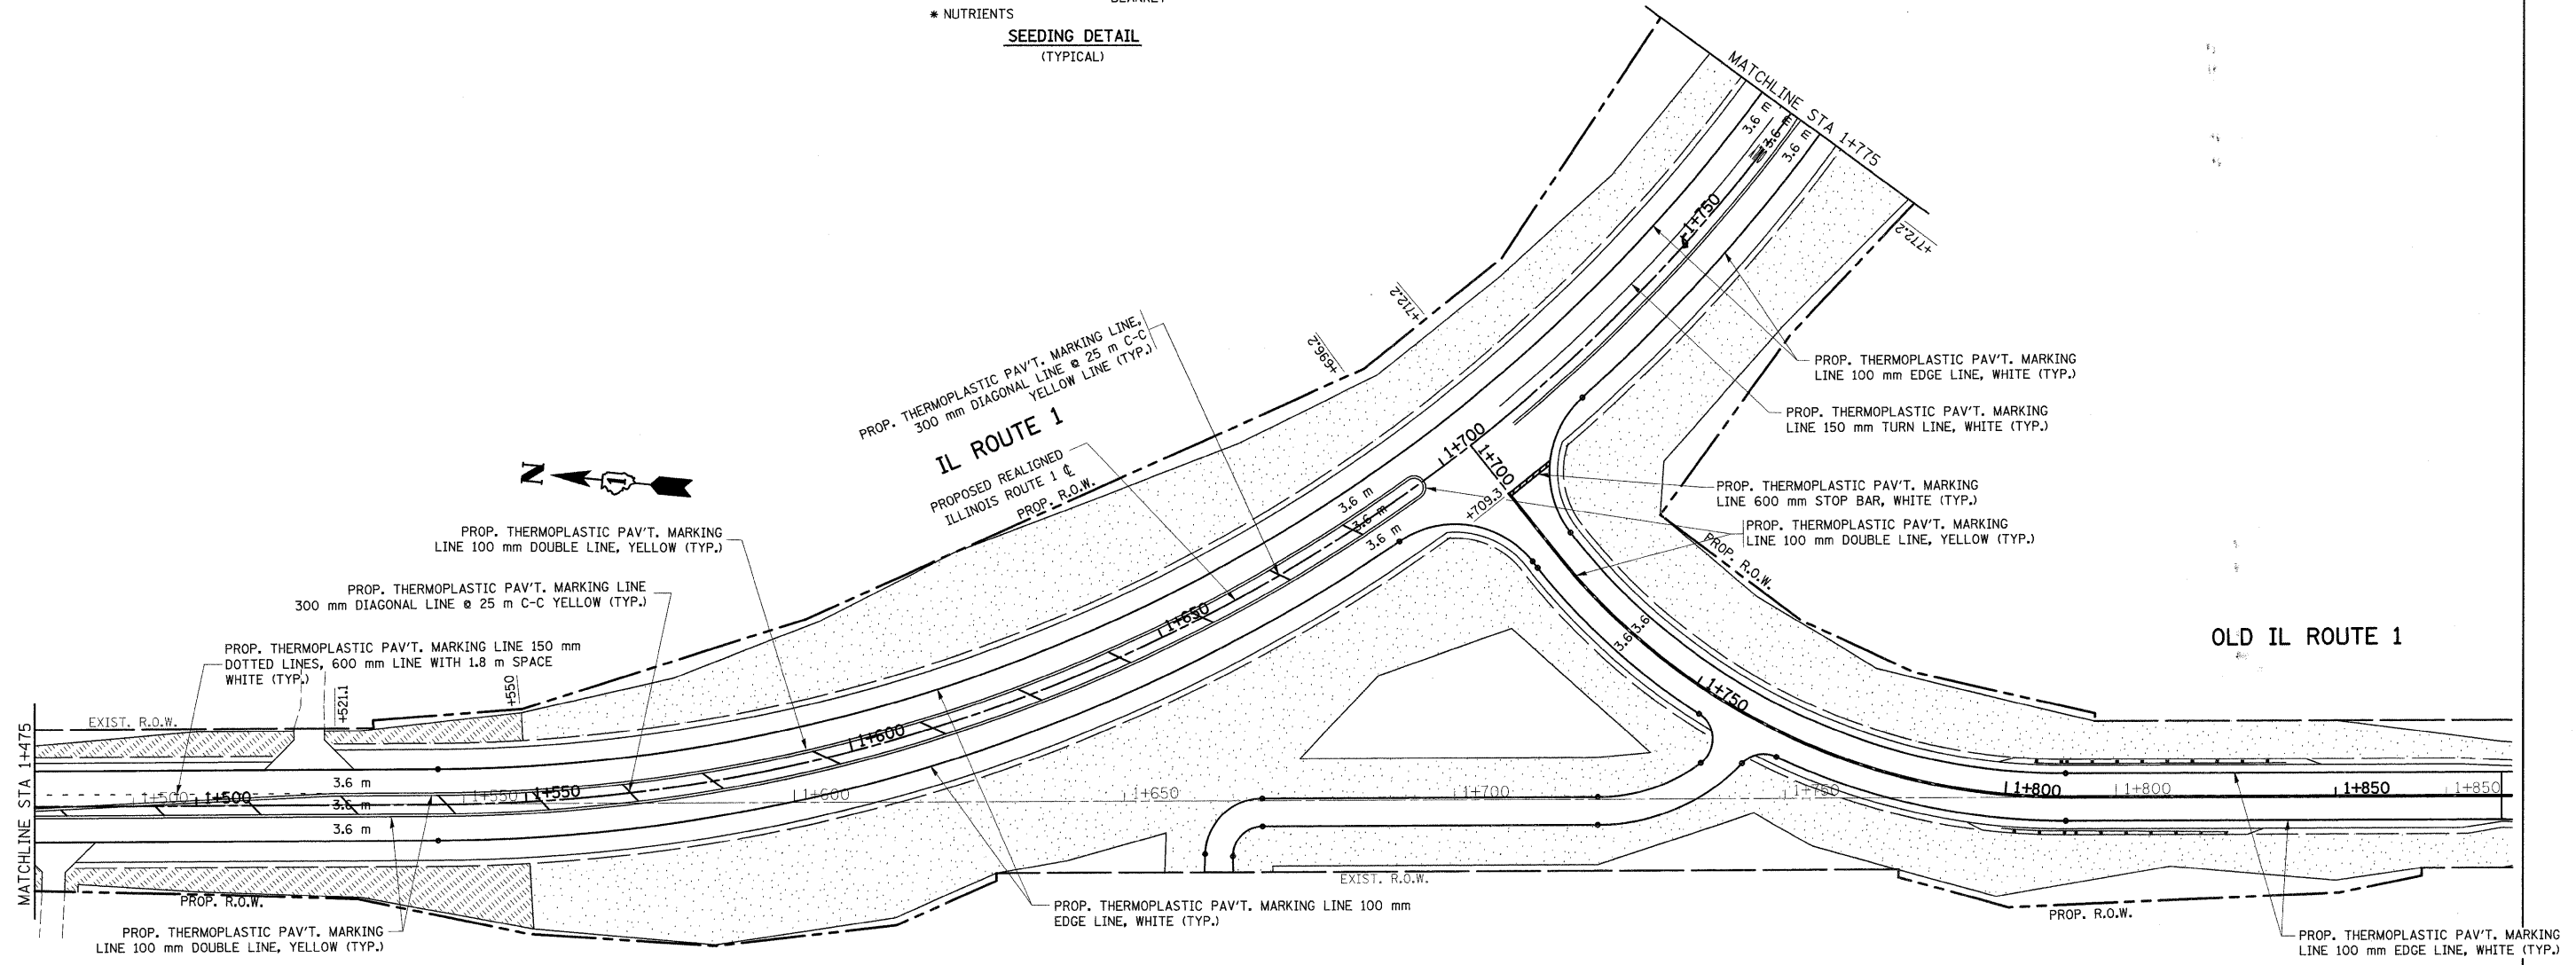 BLANKET
* NUTRIENTS
SEEDING DETAIL
(TYPICAL)
MATCHLINE STA 1+775
3.6 m
3.6 m
3.6 m
1+750
+772.2
+712.2
+696.2
PROP. THERMOPLASTIC PAV'T. MARKING LINE,
300 mm DIAGONAL LINE @ 25 m C-C
YELLOW LINE (TYP.)
IL ROUTE 1
PROPOSED REALIGNED
ILLINOIS ROUTE 1 ℄
PROP. R.O.W.
PROP. THERMOPLASTIC PAV'T. MARKING
LINE 100 mm EDGE LINE, WHITE (TYP.)
PROP. THERMOPLASTIC PAV'T. MARKING
LINE 150 mm TURN LINE, WHITE (TYP.)
1+700
1+700
+709.3
PROP. THERMOPLASTIC PAV'T. MARKING
LINE 600 mm STOP BAR, WHITE (TYP.)
PROP. THERMOPLASTIC PAV'T. MARKING
LINE 100 mm DOUBLE LINE, YELLOW (TYP.)
PROP. R.O.W.
3.6 m
3.6 m
3.6 m
N
1
PROP. THERMOPLASTIC PAV'T. MARKING
LINE 100 mm DOUBLE LINE, YELLOW (TYP.)
PROP. THERMOPLASTIC PAV'T. MARKING LINE
300 mm DIAGONAL LINE @ 25 m C-C YELLOW (TYP.)
PROP. THERMOPLASTIC PAV'T. MARKING LINE 150 mm
DOTTED LINES, 600 mm LINE WITH 1.8 m SPACE
WHITE (TYP.)
1+650
3.6
3.6
OLD IL ROUTE 1
+521.1
+550
EXIST. R.O.W.
MATCHLINE STA 1+475
1+600
1+750
3.6 m
3.6 m
3.6 m
1+500
1+500
1+550
1+550
1+600
1+650
1+700
1+750
1+800
1+800
1+850
1+850
PROP. R.O.W.
EXIST. R.O.W.
PROP. R.O.W.
PROP. THERMOPLASTIC PAV'T. MARKING LINE 100 mm
EDGE LINE, WHITE (TYP.)
PROP. THERMOPLASTIC PAV'T. MARKING
LINE 100 mm DOUBLE LINE, YELLOW (TYP.)
PROP. THERMOPLASTIC PAV'T. MARKING
LINE 100 mm EDGE LINE, WHITE (TYP.)